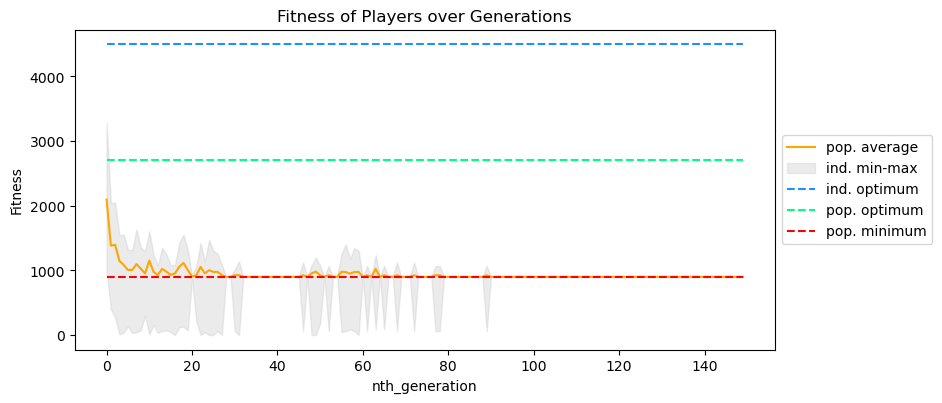 Fitness of Players over Generations
Fitness
4000
3000
2000
1000
0
0 20 40 60 80 100 120 140
nth_generation
pop. average
ind. min-max
ind. optimum
pop. optimum
pop. minimum